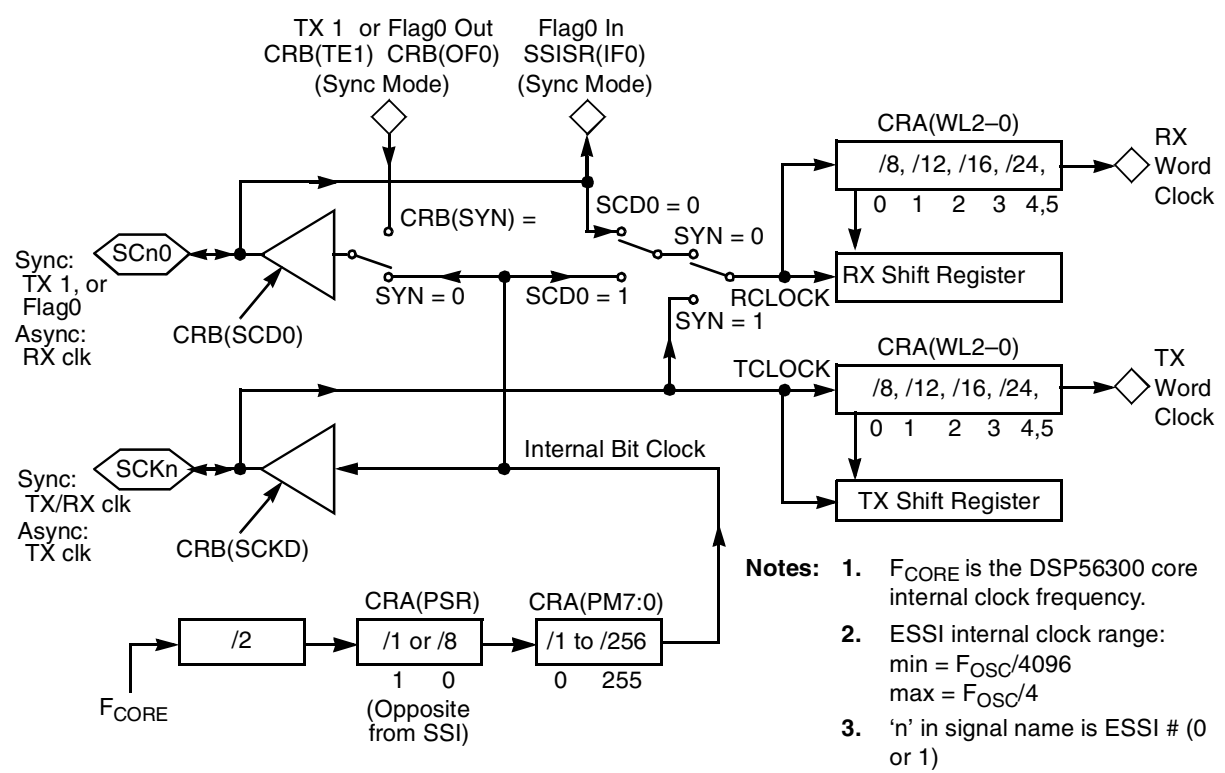 TX 1 or Flag0 Out
CRB(TE1) CRB(OF0)
(Sync Mode)
Flag0 In
SSISR(IF0)
(Sync Mode)
CRA(WL2–0)
/8, /12, /16, /24,
0 1 2 3 4,5
RX
Word
Clock
CRB(SYN) =
SCD0 = 0
SYN = 0
SCn0
Sync:
TX 1, or
Flag0
Async:
RX clk
CRB(SCD0)
SYN = 0
SCD0 = 1
RCLOCK
SYN = 1
RX Shift Register
CRA(WL2–0)
TCLOCK
/8, /12, /16, /24,
0 1 2 3 4,5
TX
Word
Clock
Internal Bit Clock
SCKn
Sync:
TX/RX clk
Async:
TX clk
CRB(SCKD)
TX Shift Register
CRA(PSR)
CRA(PM7:0)
/2
/1 or /8
/1 to /256
1 0
0 255
(Opposite
from SSI)
FCORE
Notes: 1. FCORE is the DSP56300 core
internal clock frequency.
2. ESSI internal clock range:
min = FOSC/4096
max = FOSC/4
3. ‘n’ in signal name is ESSI # (0
or 1)